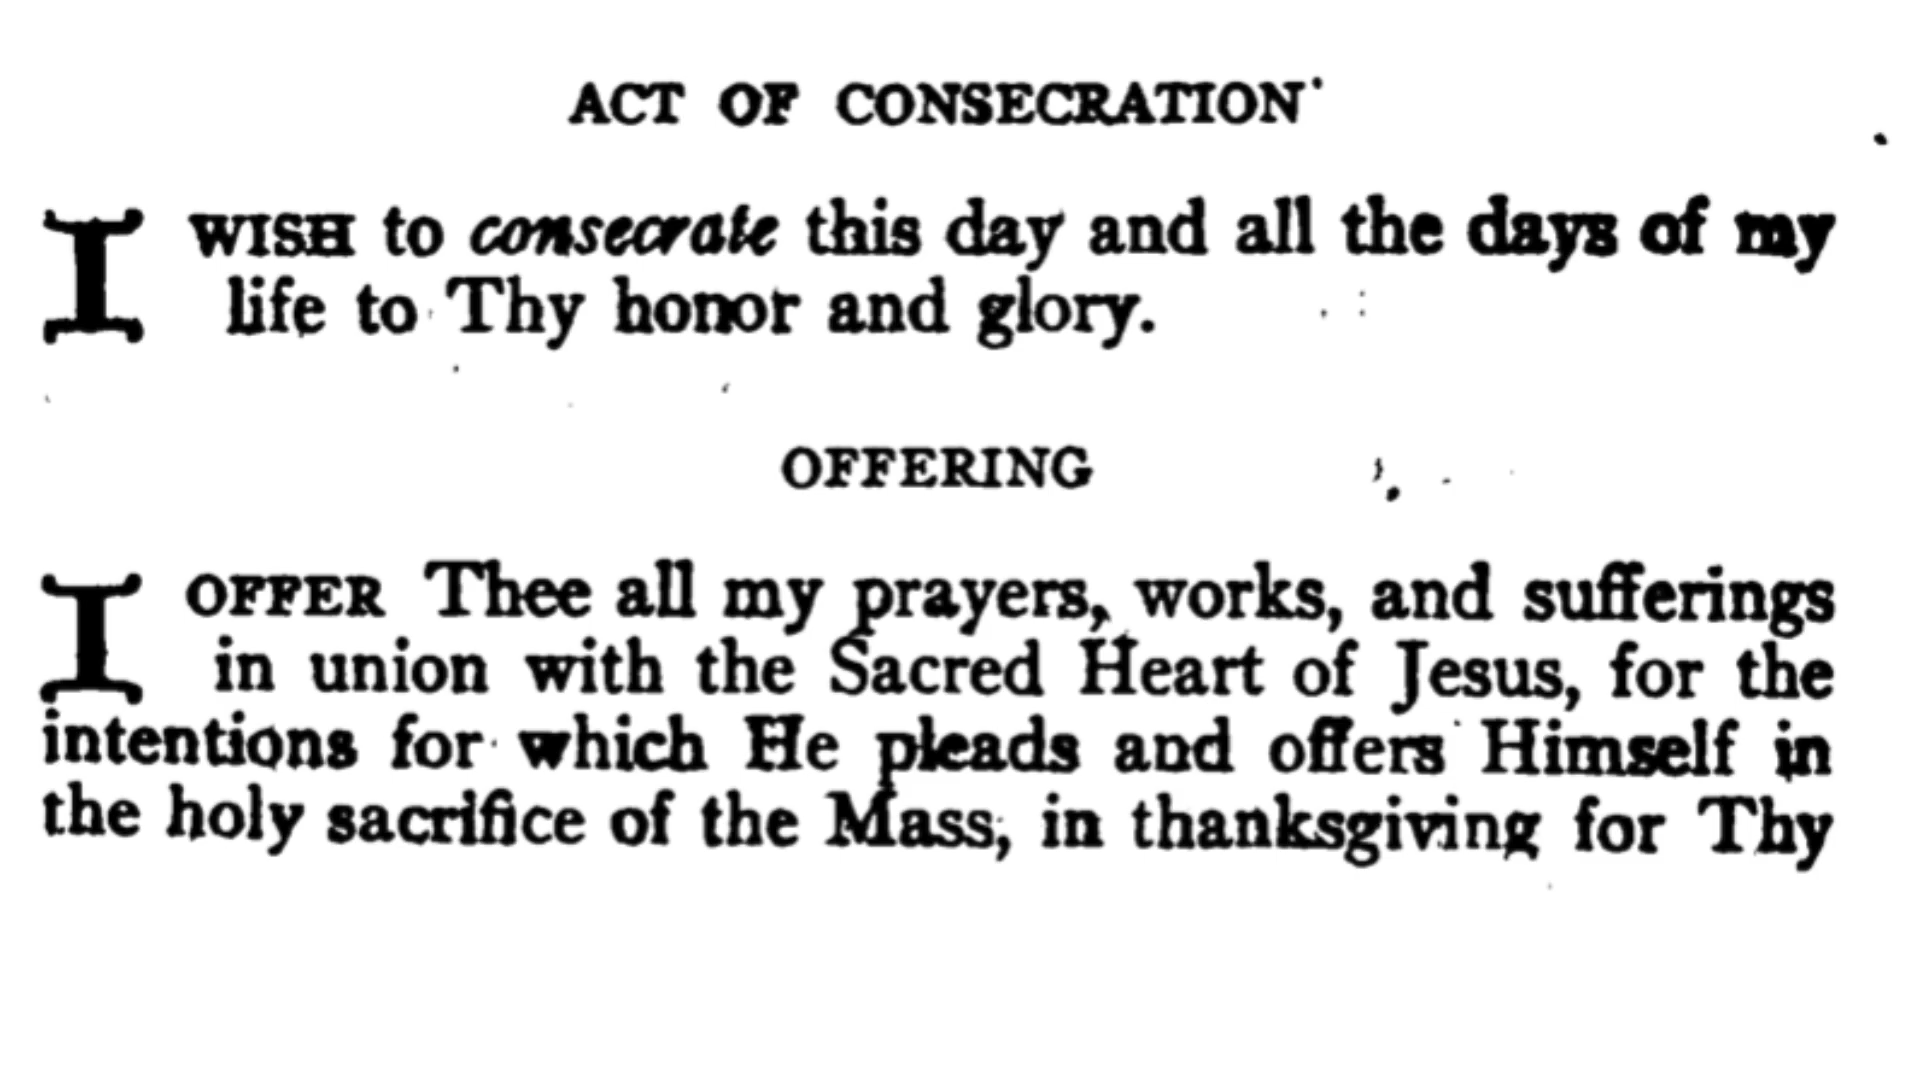 ACT OF CONSECRATION
I WISH to consecrate this day and all the days of my
life to Thy honor and glory.
OFFERING
I OFFER Thee all my prayers, works, and sufferings
in union with the Sacred Heart of Jesus, for the
intentions for which He pleads and offers Himself in
the holy sacrifice of the Mass, in thanksgiving for Thy